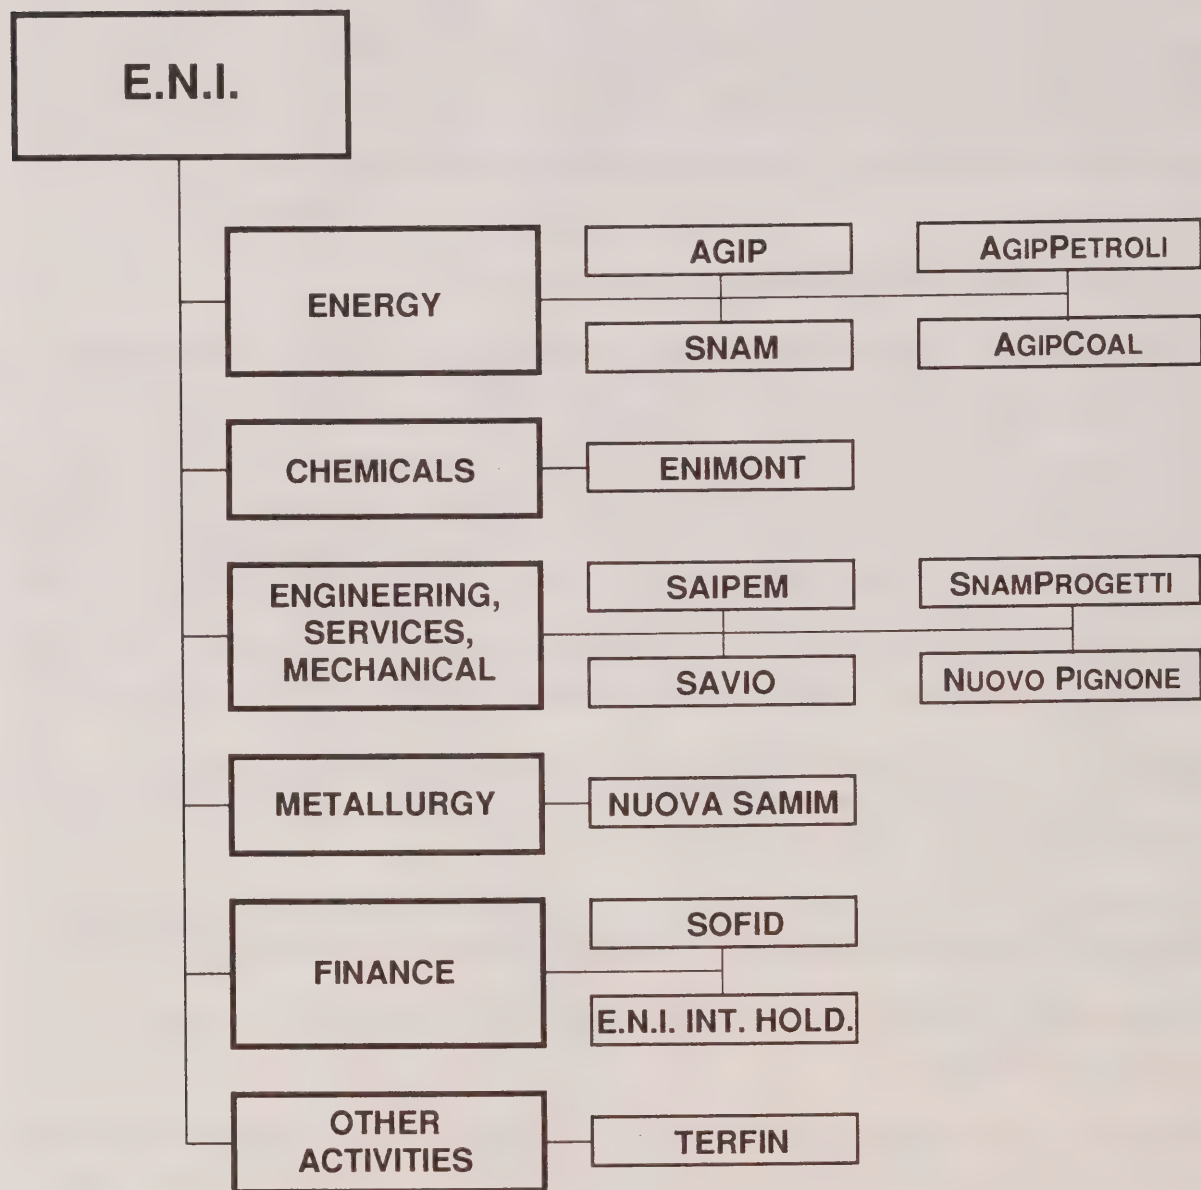 E.N.I.
ENERGY
AGIP
AGIPPETROLI
SNAM
AGIPCOAL
CHEMICALS
ENIMONT
ENGINEERING,
SERVICES,
MECHANICAL
SAIPEM
SNAMPROGETTI
SAVIO
NUOVO PIGNONE
METALLURGY
NUOVA SAMIM
FINANCE
SOFID
E.N.I. INT. HOLD.
OTHER
ACTIVITIES
TERFIN